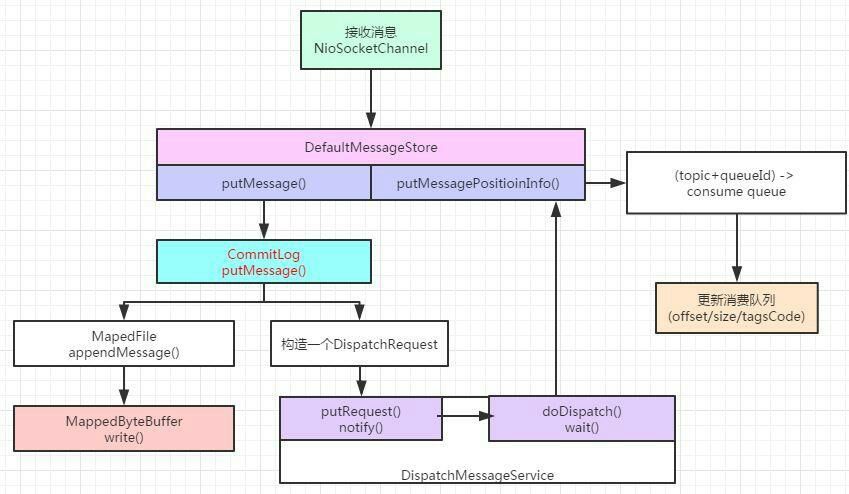 接收消息
NioSocketChannel
DefaultMessageStore
putMessage()
putMessagePositioinInfo()
(topic+queueId) ->
consume queue
CommitLog
putMessage()
更新消费队列
(offset/size/tagsCode)
MapedFile
appendMessage()
构造一个DispatchRequest
MappedByteBuffer
write()
putRequest()
notify()
doDispatch()
wait()
DispatchMessageService